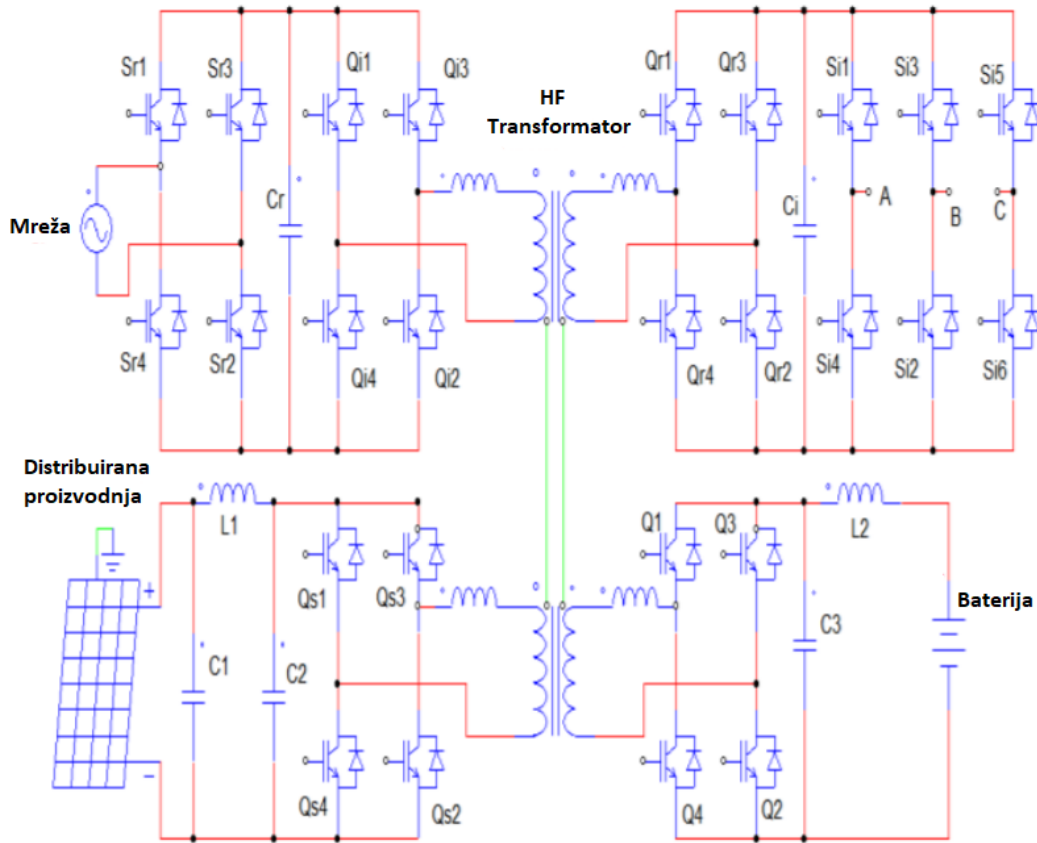 Sr1
Sr3
Qi1
Qi3
HF
Transformator
Qr1
Qr3
Si1
Si3
Si5
Mreža
Cr
Ci
A
B
C
Sr4
Sr2
Qi4
Qi2
Qr4
Qr2
Si4
Si2
Si6
Distribuirana
proizvodnja
L1
Qs1
Qs3
Q1
Q3
L2
+
C1
C2
C3
Baterija
−
Qs4
Qs2
Q4
Q2